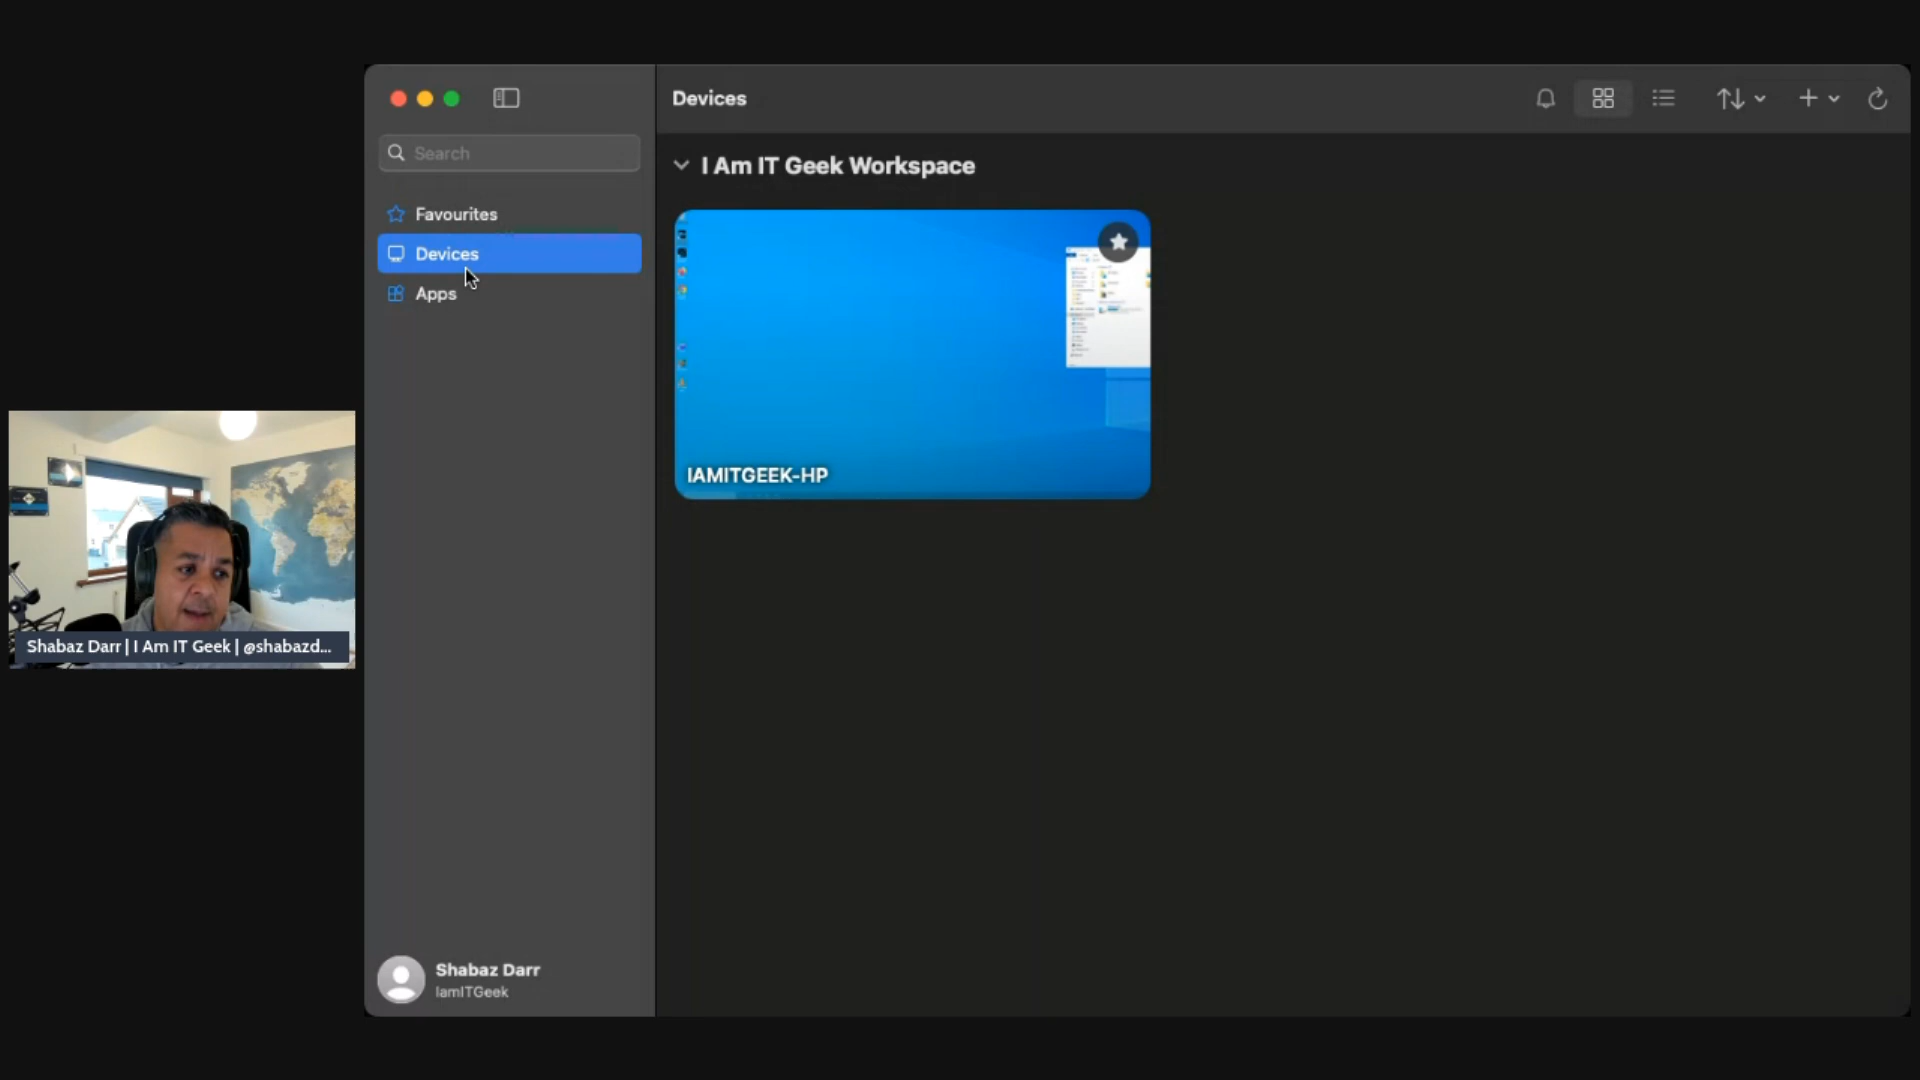 Devices
Search
Favourites
Devices
Apps
I Am IT Geek Workspace
IAMITGEEK-HP
Shabaz Darr | I Am IT Geek | @shabazd...
Shabaz Darr
IamITGeek